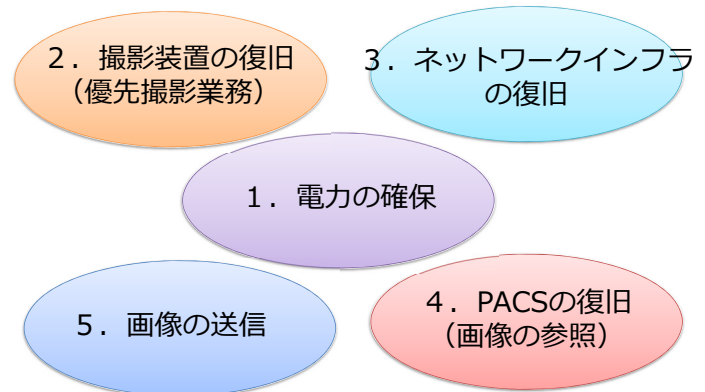 2．撮影装置の復旧
（優先撮影業務）
3．ネットワークインフラ
の復旧
1．電力の確保
5．画像の送信
4．PACSの復旧
（画像の参照）